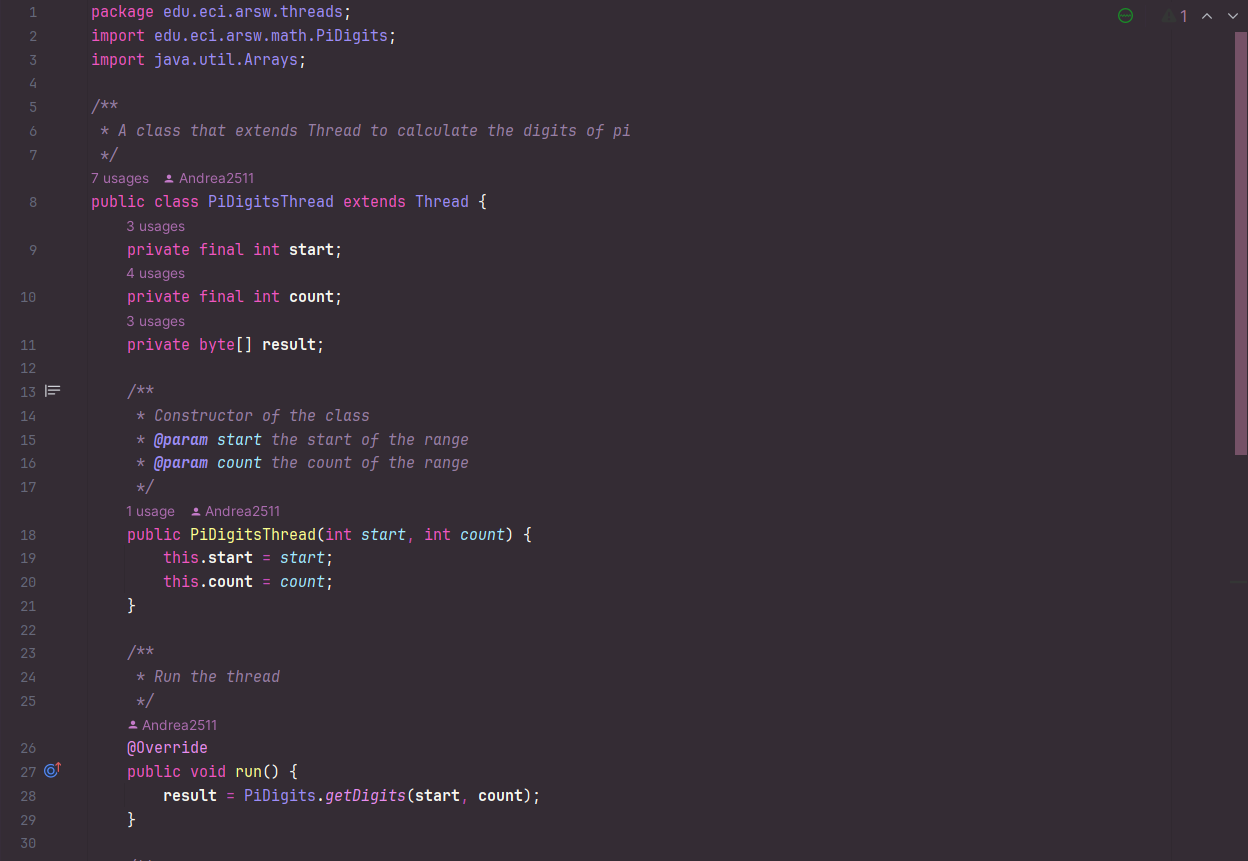 1 package edu.eci.arsw.threads;
1
2 import edu.eci.arsw.math.PiDigits;
3 import java.util.Arrays;
4
5 /**
6 * A class that extends Thread to calculate the digits of pi
7 */
7 usages Andrea2511
8 public class PiDigitsThread extends Thread {
3 usages
9 private final int start;
4 usages
10 private final int count;
3 usages
11 private byte[] result;
12
13 /**
14 * Constructor of the class
15 * @param start the start of the range
16 * @param count the count of the range
17 */
1 usage Andrea2511
18 public PiDigitsThread(int start, int count) {
19 this.start = start;
20 this.count = count;
21 }
22
23 /**
24 * Run the thread
25 */
Andrea2511
26 @Override
27 public void run() {
28 result = PiDigits.getDigits(start, count);
29 }
30